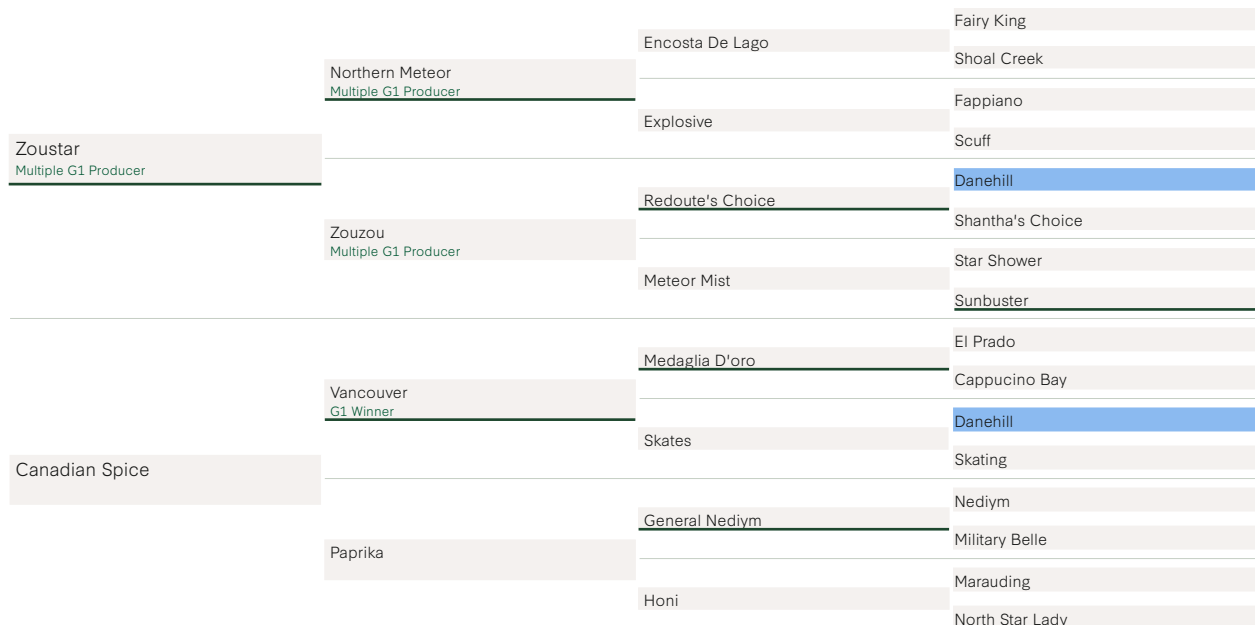 Zoustar
Multiple G1 Producer
Canadian Spice
Northern Meteor
Multiple G1 Producer
Zouzou
Multiple G1 Producer
Vancouver
G1 Winner
Paprika
Encosta De Lago
Explosive
Redoute's Choice
Meteor Mist
Medaglia D'oro
Skates
General Nediym
Honi
Fairy King
Shoal Creek
Fappiano
Scuff
Danehill
Shantha's Choice
Star Shower
Sunbuster
El Prado
Cappucino Bay
Danehill
Skating
Nediym
Military Belle
Marauding
North Star Lady